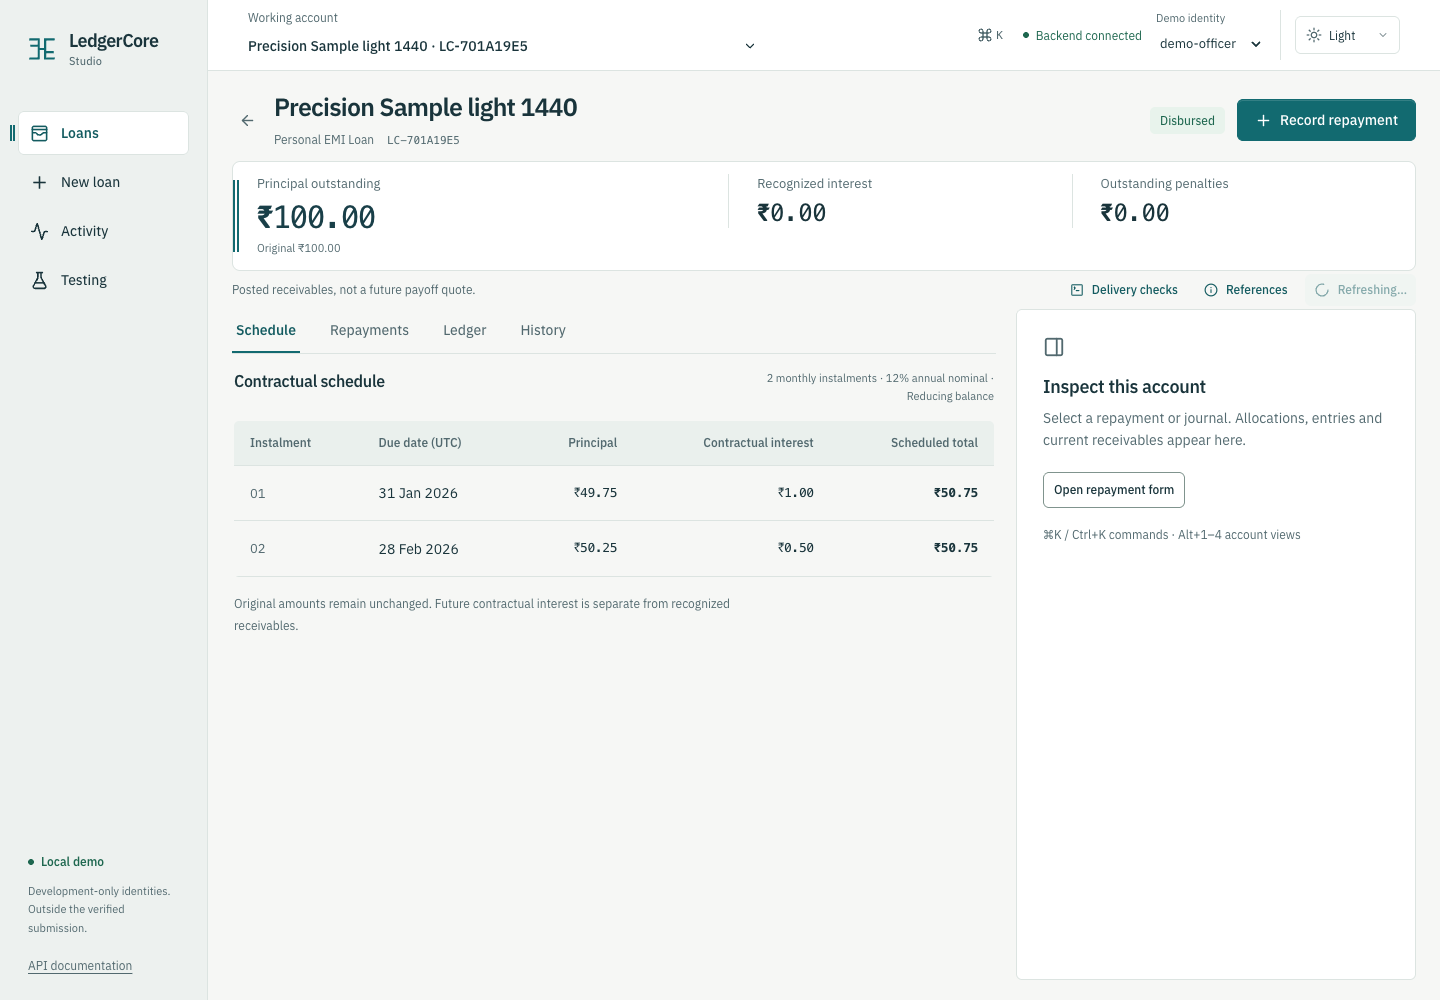 LedgerCore
Studio
Loans
New loan
Activity
Testing
Local demo
Development-only identities.
Outside the verified
submission.
API documentation
Working account
Precision Sample light 1440 · LC-701A19E5
⌘ K
Backend connected
Demo identity
demo-officer
Light
Precision Sample light 1440
Personal EMI Loan LC-701A19E5
Disbursed
Record repayment
Principal outstanding
₹100.00
Original ₹100.00
Recognized interest
₹0.00
Outstanding penalties
₹0.00
Posted receivables, not a future payoff quote.
Delivery checks
References
Refreshing...
Schedule Repayments Ledger History
Contractual schedule
2 monthly instalments · 12% annual nominal ·
Reducing balance
Instalment Due date (UTC) Principal Contractual interest Scheduled total
01 31 Jan 2026 ₹49.75 ₹1.00 ₹50.75
02 28 Feb 2026 ₹50.25 ₹0.50 ₹50.75
Original amounts remain unchanged. Future contractual interest is separate from recognized
receivables.
Inspect this account
Select a repayment or journal. Allocations, entries and
current receivables appear here.
Open repayment form
⌘K / Ctrl+K commands · Alt+1–4 account views